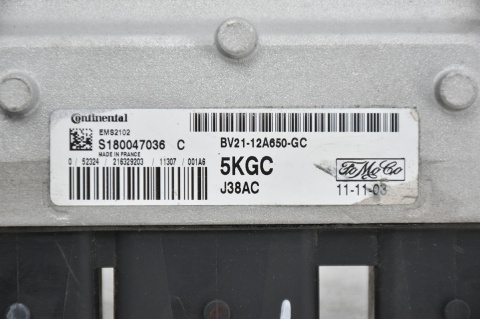 Continental
EMS2102
S180047036 C
MADE IN FRANCE
0 / 52324 / 216329203 / 11307 / 001A6
BV21-12A650-GC
5KGC
J38AC
FoMoCo
11-11-03